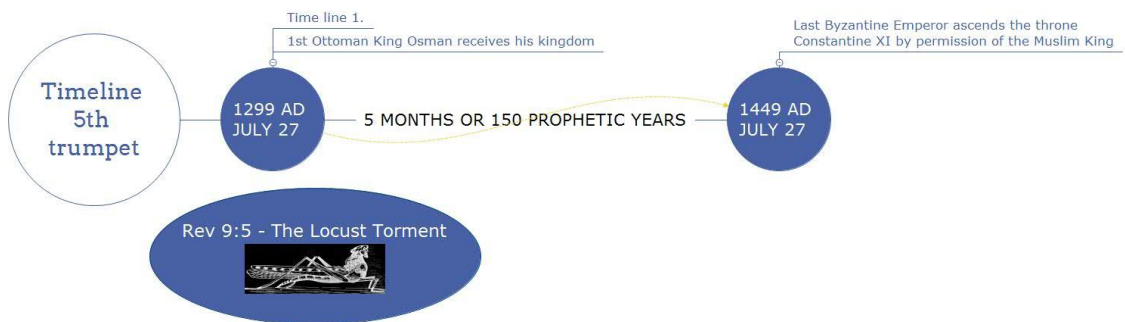 Time line 1.
1st Ottoman King Osman receives his kingdom
Last Byzantine Emperor ascends the throne
Constantine XI by permission of the Muslim King
Timeline
5th
trumpet
1299 AD
JULY 27
5 MONTHS OR 150 PROPHETIC YEARS
1449 AD
JULY 27
Rev 9:5 - The Locust Torment